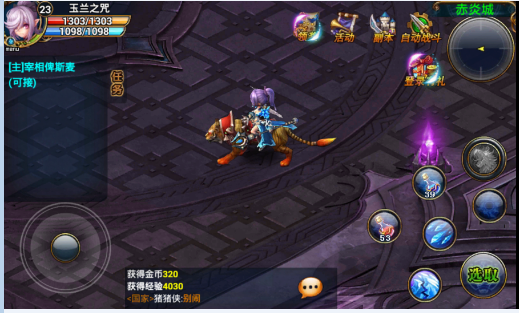 23 玉兰之咒
1303/1303
1098/1098
赤炎城
活动
副本
自动战斗
[主]宰相俾斯麦
(可接)
任务
39
53
选取
获得金币320
获得经验4030
<国家>猪猪侠:别闹